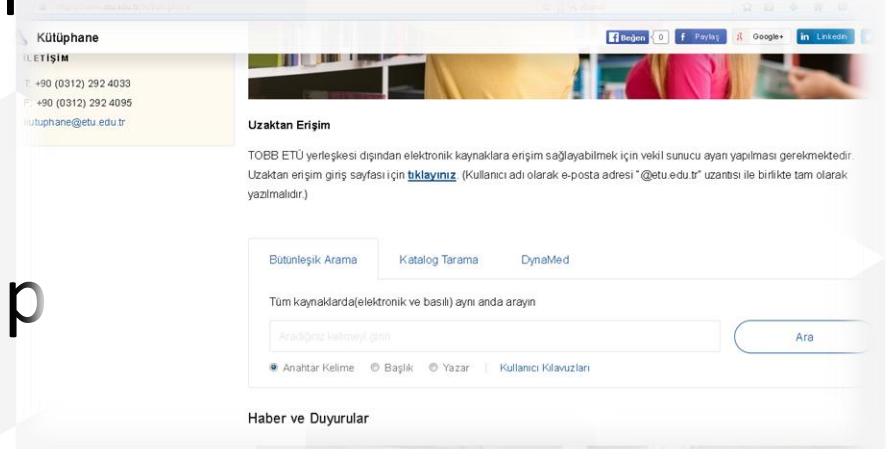 Kütüphane
Beğen 0 Paylaş Google+ in Linkedin
İLETİŞİM
T: +90 (0312) 292 4033
F: +90 (0312) 292 4095
kutuphane@etu.edu.tr
Uzaktan Erişim
TOBB ETÜ yerleşkesi dışından elektronik kaynaklara erişim sağlayabilmek için vekil sunucu ayarı yapılması gerekmektedir.
Uzaktan erişim giriş sayfası için tıklayınız. (Kullanıcı adı olarak e-posta adresi "@etu.edu.tr" uzantısı ile birlikte tam olarak
yazılmalıdır.)
Bütünleşik Arama Katalog Tarama DynaMed
p
Tüm kaynaklarda(elektronik ve basılı) aynı anda arayın
Aradığınız kelimeyi girin
Ara
Anahtar Kelime Başlık Yazar | Kullanıcı Kılavuzları
Haber ve Duyurular